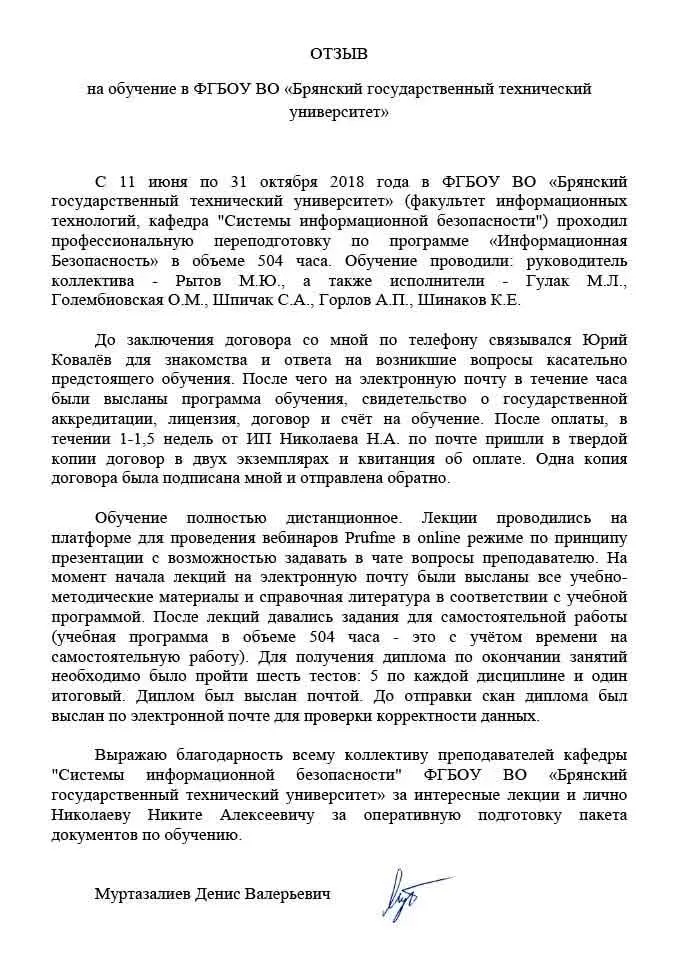 ОТЗЫВ
на обучение в ФГБОУ ВО «Брянский государственный технический
университет»
С 11 июня по 31 октября 2018 года в ФГБОУ ВО «Брянский
государственный технический университет» (факультет информационных
технологий, кафедра "Системы информационной безопасности") проходил
профессиональную переподготовку по программе «Информационная
Безопасность» в объеме 504 часа. Обучение проводили: руководитель
коллектива - Рытов М.Ю., а также исполнители - Гулак М.Л.,
Голембиовская О.М., Шпичак С.А., Горлов А.П., Шинаков К.Е.
До заключения договора со мной по телефону связывался Юрий
Ковалёв для знакомства и ответа на возникшие вопросы касательно
предстоящего обучения. После чего на электронную почту в течение часа
были высланы программа обучения, свидетельство о государственной
аккредитации, лицензия, договор и счёт на обучение. После оплаты, в
течении 1-1,5 недель от ИП Николаева Н.А. по почте пришли в твердой
копии договор в двух экземплярах и квитанция об оплате. Одна копия
договора была подписана мной и отправлена обратно.
Обучение полностью дистанционное. Лекции проводились на
платформе для проведения вебинаров Prufme в online режиме по принципу
презентации с возможностью задавать в чате вопросы преподавателю. На
момент начала лекций на электронную почту были высланы все учебно-
методические материалы и справочная литература в соответствии с учебной
программой. После лекций давались задания для самостоятельной работы
(учебная программа в объеме 504 часа - это с учётом времени на
самостоятельную работу). Для получения диплома по окончании занятий
необходимо было пройти шесть тестов: 5 по каждой дисциплине и один
итоговый. Диплом был выслан почтой. До отправки скан диплома был
выслан по электронной почте для проверки корректности данных.
Выражаю благодарность всему коллективу преподавателей кафедры
"Системы информационной безопасности" ФГБОУ ВО «Брянский
государственный технический университет» за интересные лекции и лично
Николаеву Никите Алексеевичу за оперативную подготовку пакета
документов по обучению.
Муртазалиев Денис Валерьевич